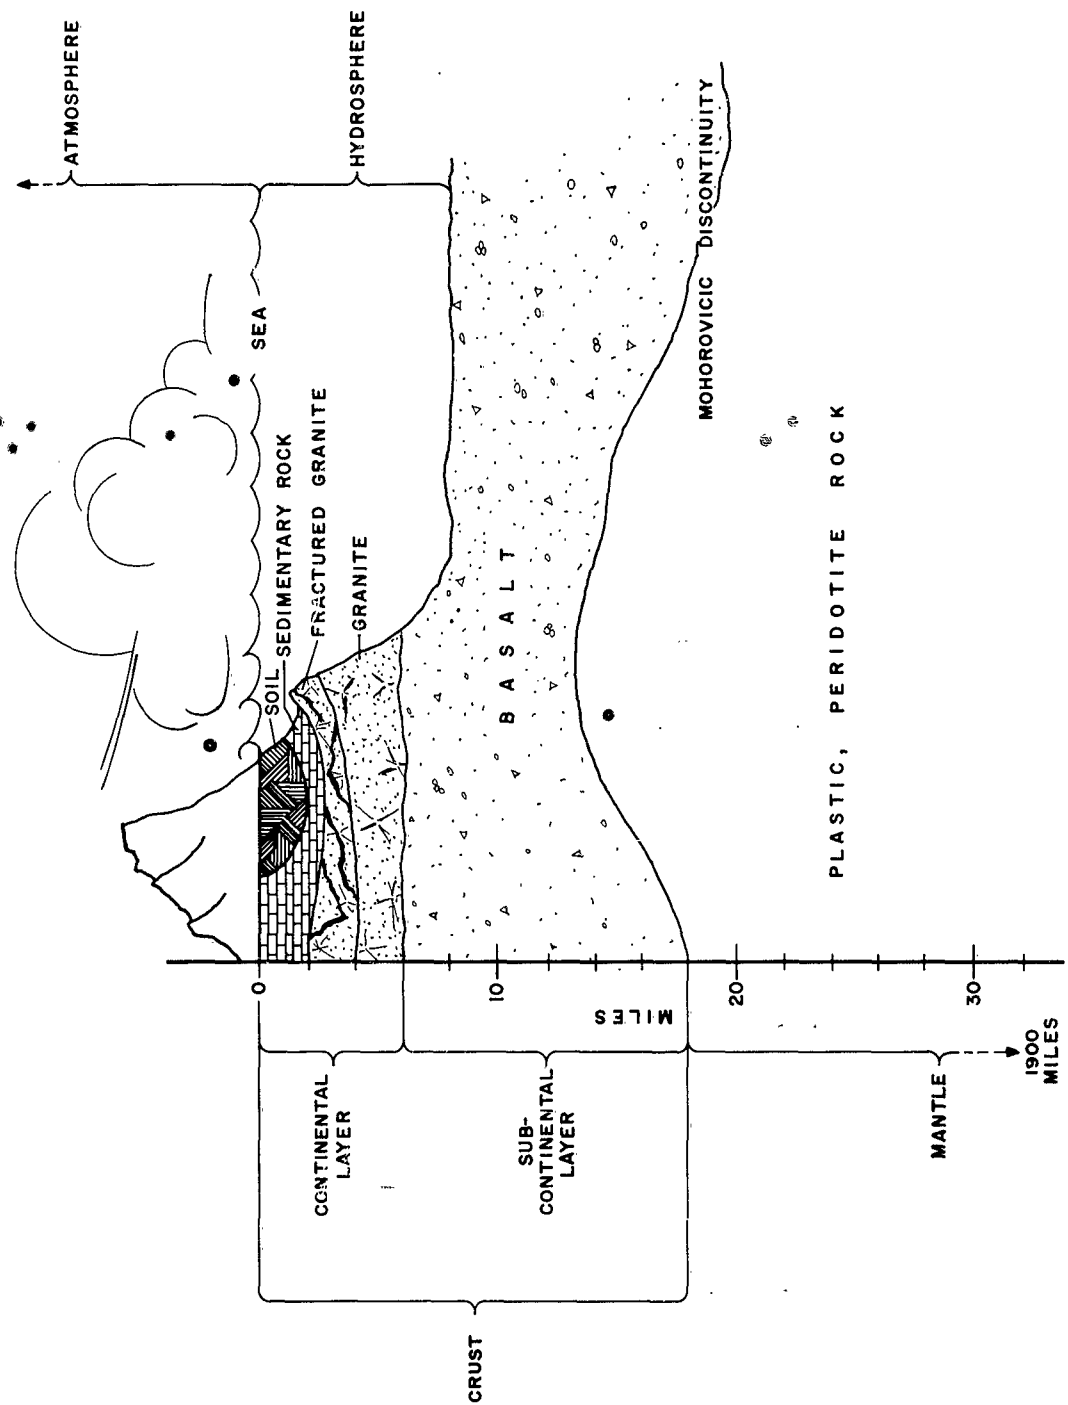 ATMOSPHERE
HYDROSPHERE
SEA
SOIL
SEDIMENTARY ROCK
FRACTURED GRANITE
GRANITE
BASALT
MOHOROVICIC DISCONTINUITY
PLASTIC, PERIDOTITE ROCK
0
10
20
30
MILES
1900
MILES
CONTINENTAL
LAYER
SUB-
CONTINENTAL
LAYER
MANTLE
CRUST